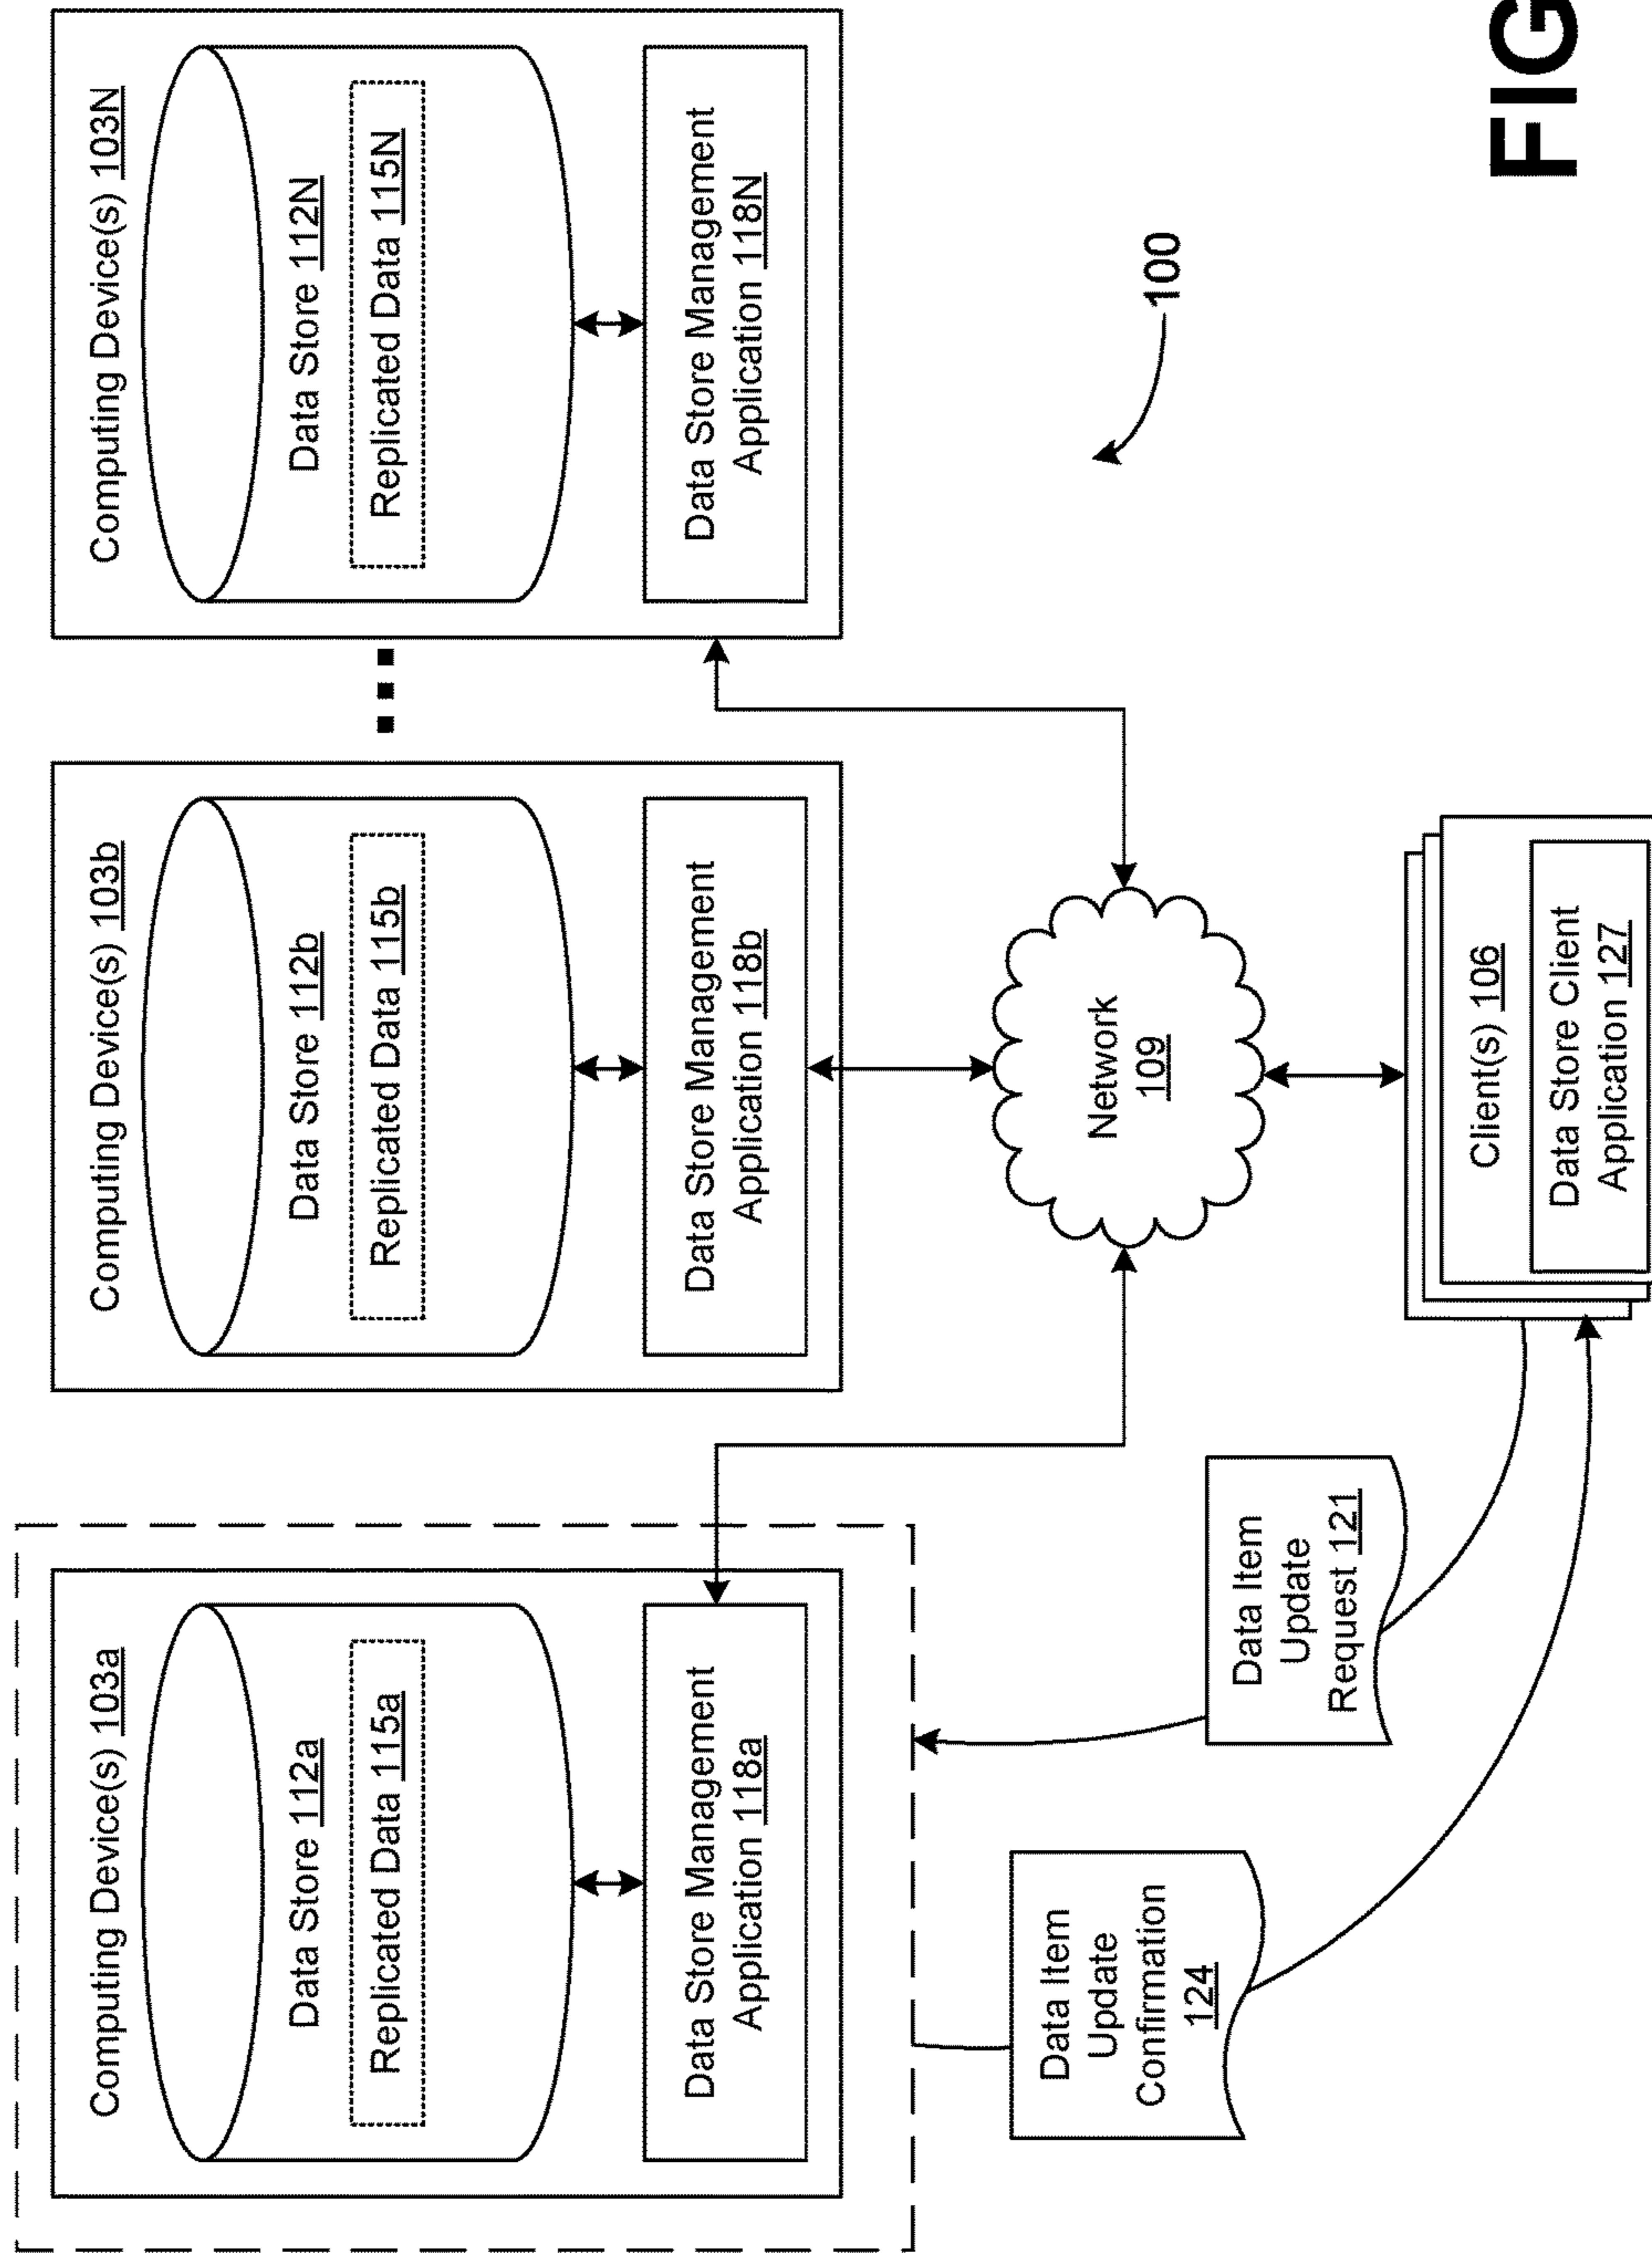 Computing Device(s) 103a
Data Store 112a
Replicated Data 115a
Data Store Management
Application 118a
Computing Device(s) 103b
Data Store 112b
Replicated Data 115b
Data Store Management
Application 118b
Computing Device(s) 103N
Data Store 112N
Replicated Data 115N
Data Store Management
Application 118N
Data Item
Update
Confirmation
124
Data Item
Update
Request 121
Network
109
100
Client(s) 106
Data Store Client
Application 127
FIG